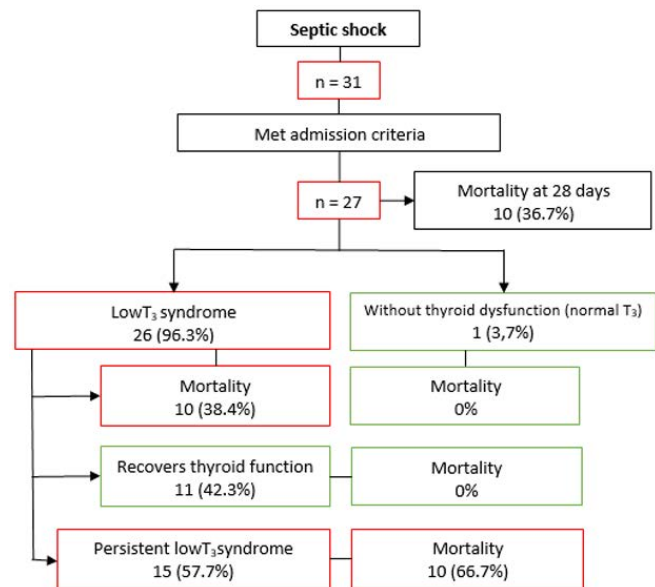 Septic shock
n = 31
Met admission criteria
n = 27
Mortality at 28 days
10 (36.7%)
LowT₃ syndrome
26 (96.3%)
Without thyroid dysfunction (normal T₃)
1 (3,7%)
Mortality
10 (38.4%)
Mortality
0%
Recovers thyroid function
11 (42.3%)
Mortality
0%
Persistent lowT₃syndrome
15 (57.7%)
Mortality
10 (66.7%)